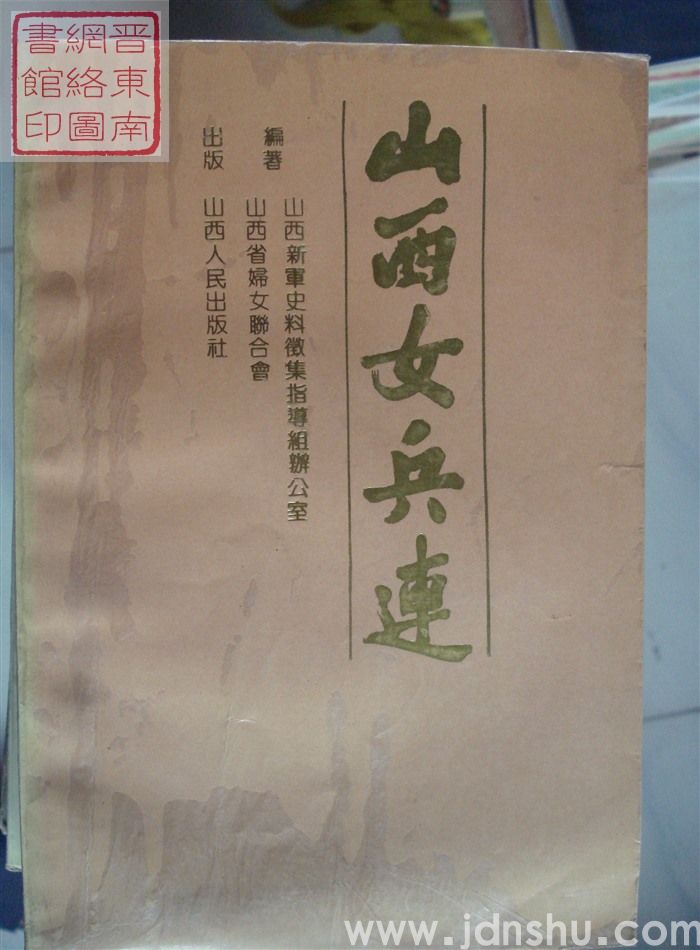 晋東南
網絡圖
書館印
山西女兵連
編著
山西新軍史料徵集指導組辦公室
山西省婦女聯合會
出版 山西人民出版社
www.jdnshu.com